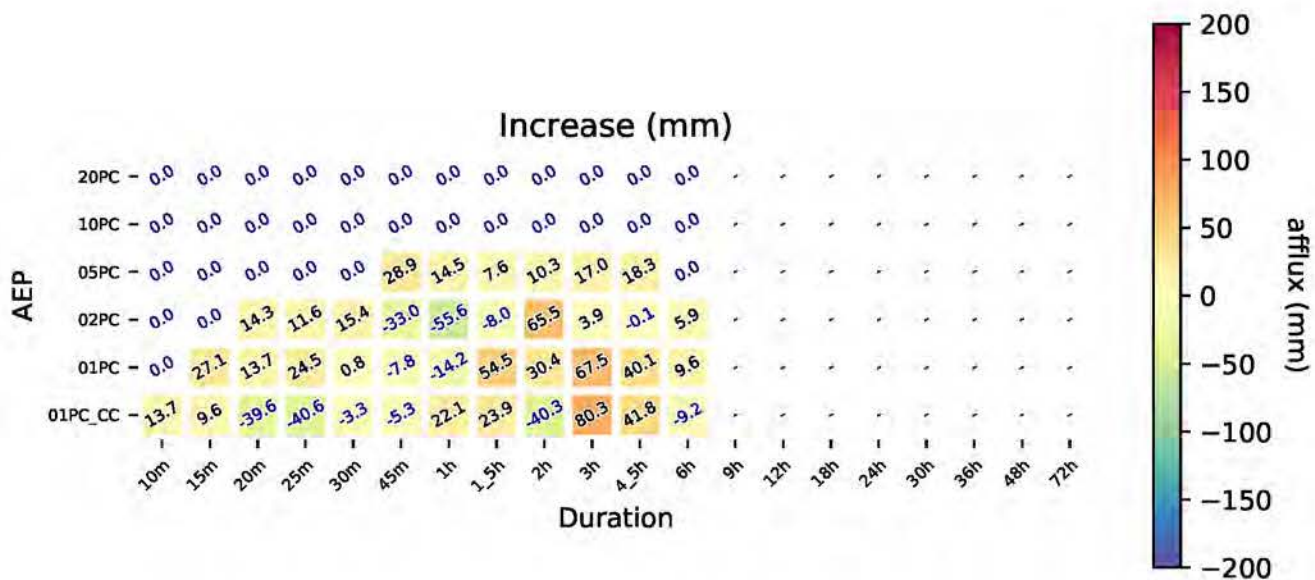 Increase (mm)
20PC 0.0 0.0 0.0 0.0 0.0 0.0 0.0 0.0 0.0 0.0 0.0 0.0 - - - - - - - -
10PC 0.0 0.0 0.0 0.0 0.0 0.0 0.0 0.0 0.0 0.0 0.0 0.0 - - - - - - - -
05PC 0.0 0.0 0.0 0.0 0.0 28.9 14.5 7.6 10.3 17.0 18.3 0.0 - - - - - - - -
02PC 0.0 0.0 14.3 11.6 15.4 -33.0 -55.6 -8.0 65.5 3.9 -0.1 5.9 - - - - - - - -
01PC 0.0 27.1 13.7 24.5 0.8 -7.8 -14.2 54.5 30.4 67.5 40.1 9.6 - - - - - - - -
01PC_CC 13.7 9.6 -39.6 -40.6 -3.3 -5.3 22.1 23.9 -40.3 80.3 41.8 -9.2 - - - - - - - -
10m 15m 20m 25m 30m 45m 1h 1_5h 2h 3h 4_5h 6h 9h 12h 18h 24h 30h 36h 48h 72h
Duration
AEP
200
150
100
50
0
−50
−100
−150
−200
afflux (mm)